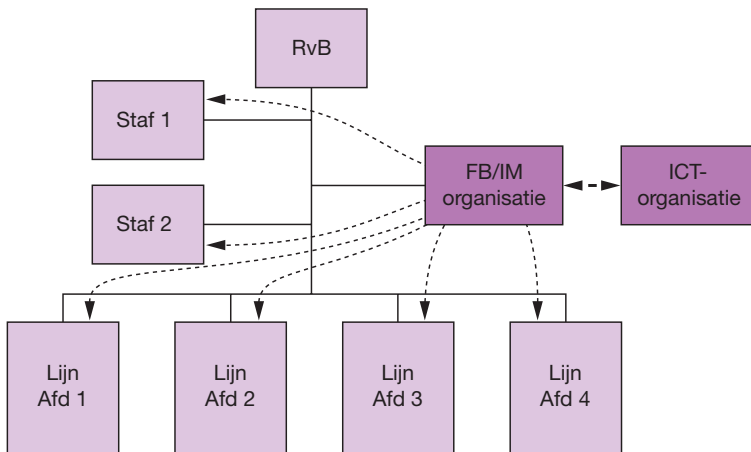 RvB
Staf 1
FB/IM
organisatie
ICT-
organisatie
Staf 2
Lijn
Afd 1
Lijn
Afd 2
Lijn
Afd 3
Lijn
Afd 4